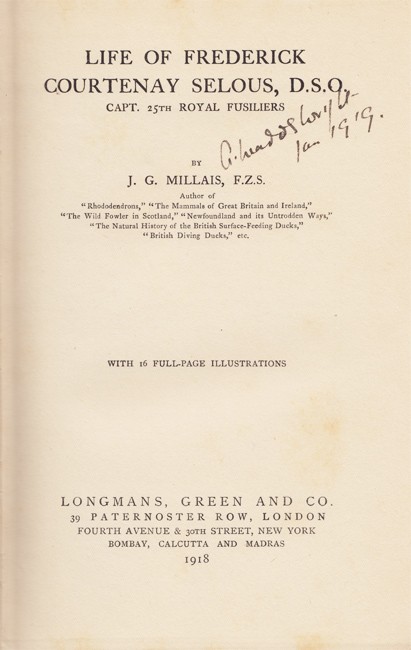 LIFE OF FREDERICK
COURTENAY SELOUS, D.S.O.
CAPT. 25TH ROYAL FUSILIERS
Jan 1919.
BY
J. G. MILLAIS, F.Z.S.
Author of
"Rhododendrons," "The Mammals of Great Britain and Ireland,"
"The Wild Fowler in Scotland," "Newfoundland and its Untrodden Ways,"
"The Natural History of the British Surface-Feeding Ducks,"
"British Diving Ducks," etc.
WITH 16 FULL-PAGE ILLUSTRATIONS
LONGMANS, GREEN AND CO.
39 PATERNOSTER ROW, LONDON
FOURTH AVENUE & 30TH STREET, NEW YORK
BOMBAY, CALCUTTA AND MADRAS
1918